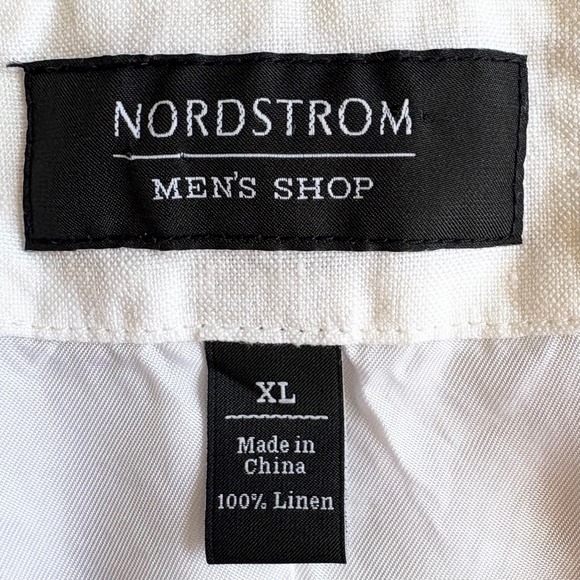 NORDSTROM
MEN'S SHOP
XL
Made in
China
100% Linen